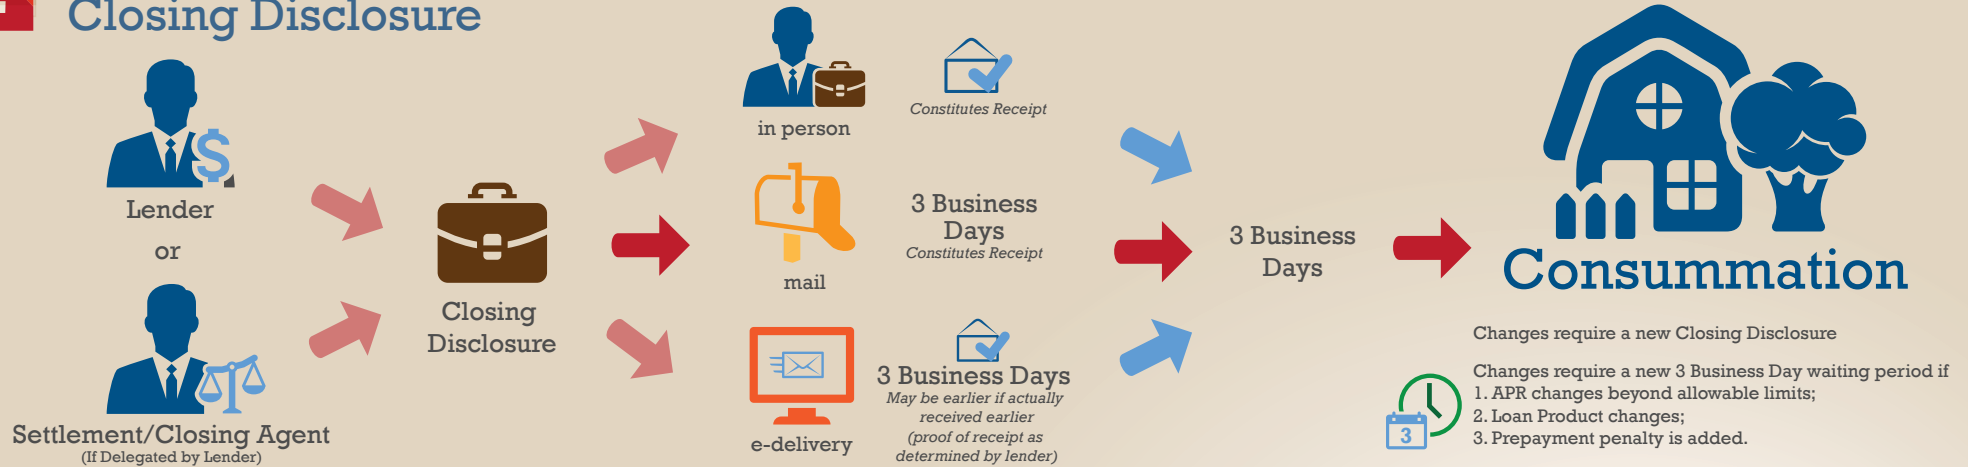 Closing Disclosure
Lender
or
Settlement/Closing Agent
(If Delegated by Lender)
Closing
Disclosure
in person
Constitutes Receipt
mail
3 Business
Days
Constitutes Receipt
e-delivery
3 Business Days
May be earlier if actually
received earlier
(proof of receipt as
determined by lender)
3 Business
Days
Consummation
Changes require a new Closing Disclosure
Changes require a new 3 Business Day waiting period if
1. APR changes beyond allowable limits;
2. Loan Product changes;
3. Prepayment penalty is added.
$
3